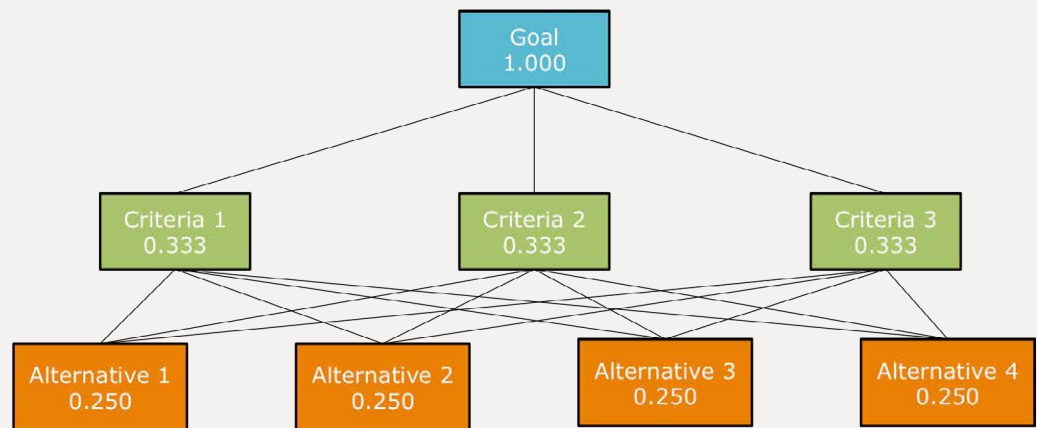 Goal
1.000
Criteria 1
0.333
Criteria 2
0.333
Criteria 3
0.333
Alternative 1
0.250
Alternative 2
0.250
Alternative 3
0.250
Alternative 4
0.250